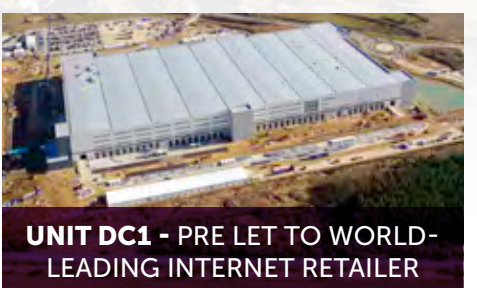 UNIT DC1 - PRE LET TO WORLD-
LEADING INTERNET RETAILER